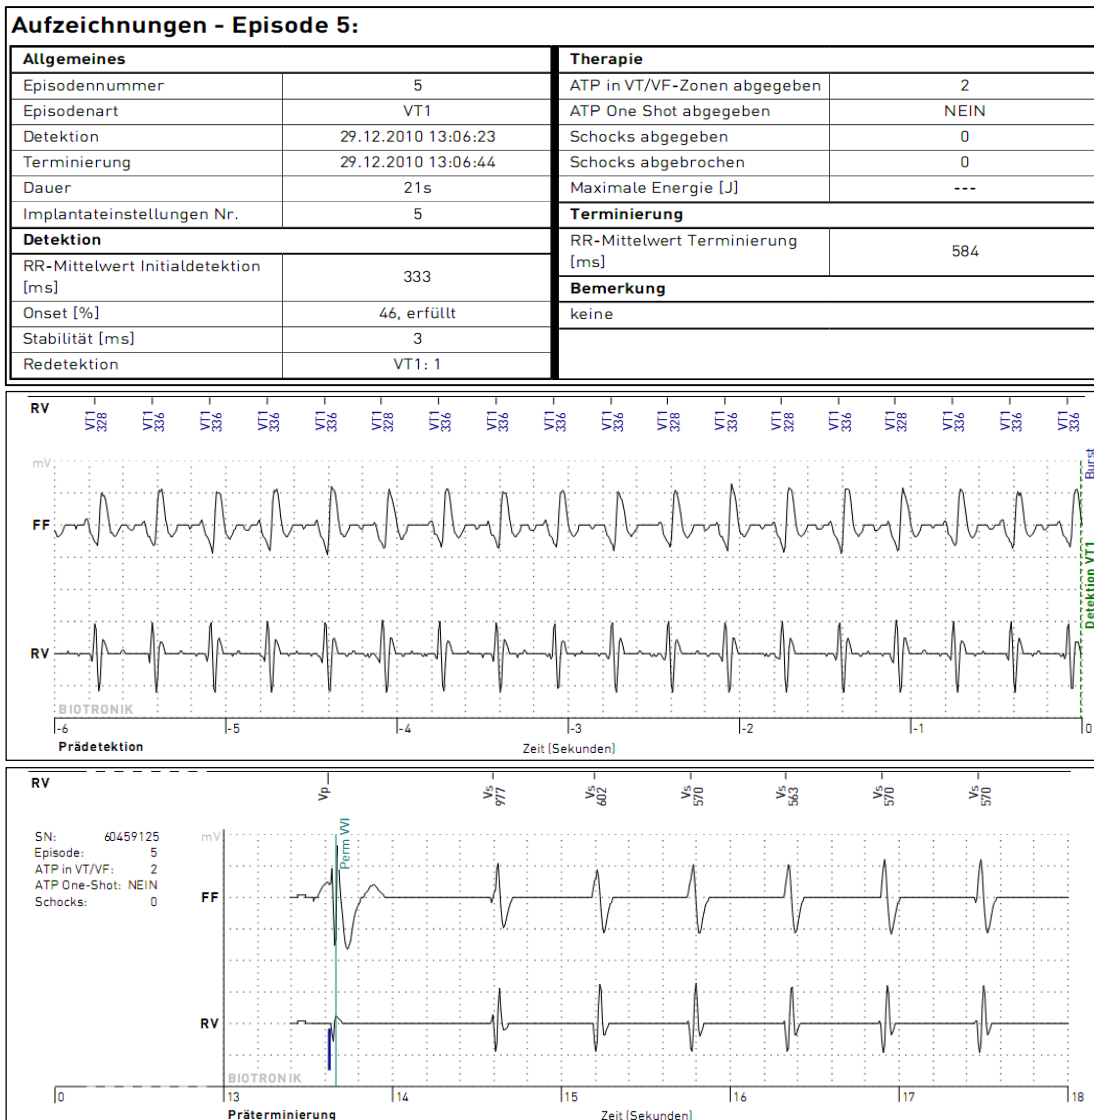 Aufzeichnungen - Episode 5:
Allgemeines
Episodennummer 5
Episodenart VT1
Detektion 29.12.2010 13:06:23
Terminierung 29.12.2010 13:06:44
Dauer 21s
Implantateinstellungen Nr. 5
Detektion
RR-Mittelwert Initialdetektion
[ms] 333
Onset [%] 46, erfüllt
Stabilität [ms] 3
Redetektion VT1: 1
Therapie
ATP in VT/VF-Zonen abgegeben 2
ATP One Shot abgegeben NEIN
Schocks abgegeben 0
Schocks abgebrochen 0
Maximale Energie [J] ---
Terminierung
RR-Mittelwert Terminierung
[ms] 584
Bemerkung
keine
RV
VT1 VT1 VT1 VT1 VT1 VT1 VT1 VT1 VT1 VT1 VT1 VT1 VT1 VT1 VT1 VT1 VT1 VT1
328 336 336 336 336 328 336 336 336 336 328 336 328 336 328 336 336 336
Burst
mV
FF
Detektion VT1
RV
BIOTRONIK
-6 -5 -4 -3 -2 -1 0
Prädetektion Zeit (Sekunden)
RV
Vp Vs Vs Vs Vs Vs Vs
977 602 570 563 570 570
SN: 60459125
Episode: 5
ATP in VT/VF: 2
ATP One-Shot: NEIN
Schocks: 0
mV
Perm VVI
FF
RV
BIOTRONIK
0 13 14 15 16 17 18
Präterminierung Zeit (Sekunden)